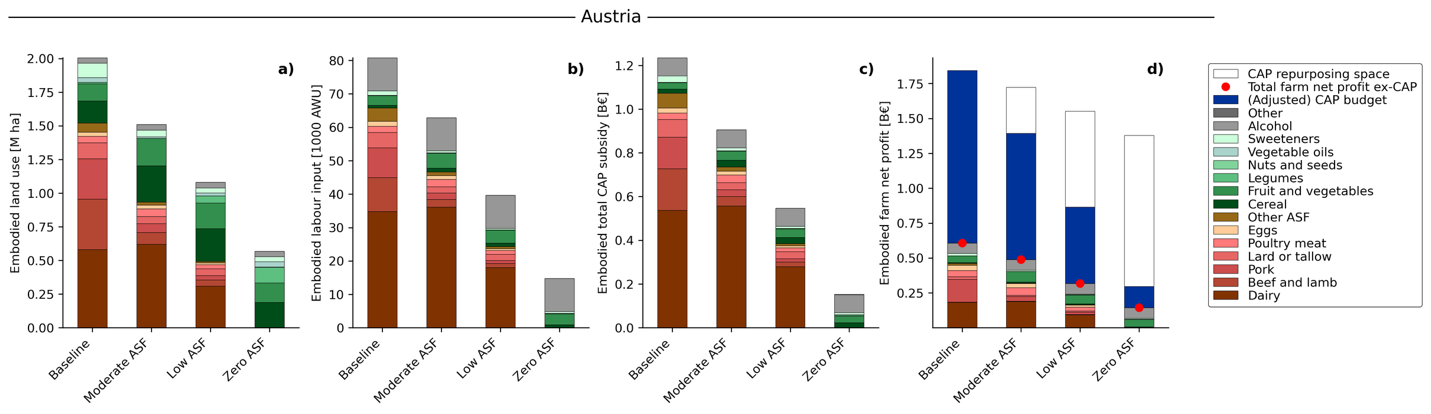 Austria
a)
Embodied land use [M ha]
2.00
1.75
1.50
1.25
1.00
0.75
0.50
0.25
0.00
Baseline
Moderate ASF
Low ASF
Zero ASF
b)
Embodied labour input [1000 AWU]
80
70
60
50
40
30
20
10
0
Baseline
Moderate ASF
Low ASF
Zero ASF
c)
Embodied total CAP subsidy [B€]
1.2
1.0
0.8
0.6
0.4
0.2
0.0
Baseline
Moderate ASF
Low ASF
Zero ASF
d)
Embodied farm net profit [B€]
1.75
1.50
1.25
1.00
0.75
0.50
0.25
Baseline
Moderate ASF
Low ASF
Zero ASF
CAP repurposing space
Total farm net profit ex-CAP
(Adjusted) CAP budget
Other
Alcohol
Sweeteners
Vegetable oils
Nuts and seeds
Legumes
Fruit and vegetables
Cereal
Other ASF
Eggs
Poultry meat
Lard or tallow
Pork
Beef and lamb
Dairy